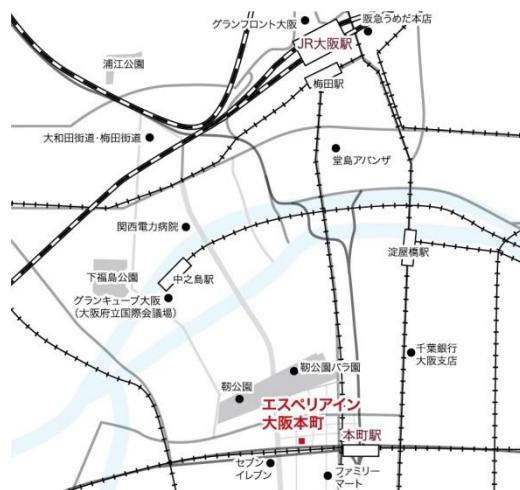 グランフロント大阪
阪急うめだ本店
JR大阪駅
浦江公園
梅田駅
大和田街道・梅田街道
堂島アバンザ
関西電力病院
淀屋橋駅
下福島公園
中之島駅
グランキューブ大阪
(大阪府立国際会議場)
千葉銀行
大阪支店
靭公園バラ園
靭公園
エスペリアイン
大阪本町
本町駅
セブン
イレブン
ファミリー
マート